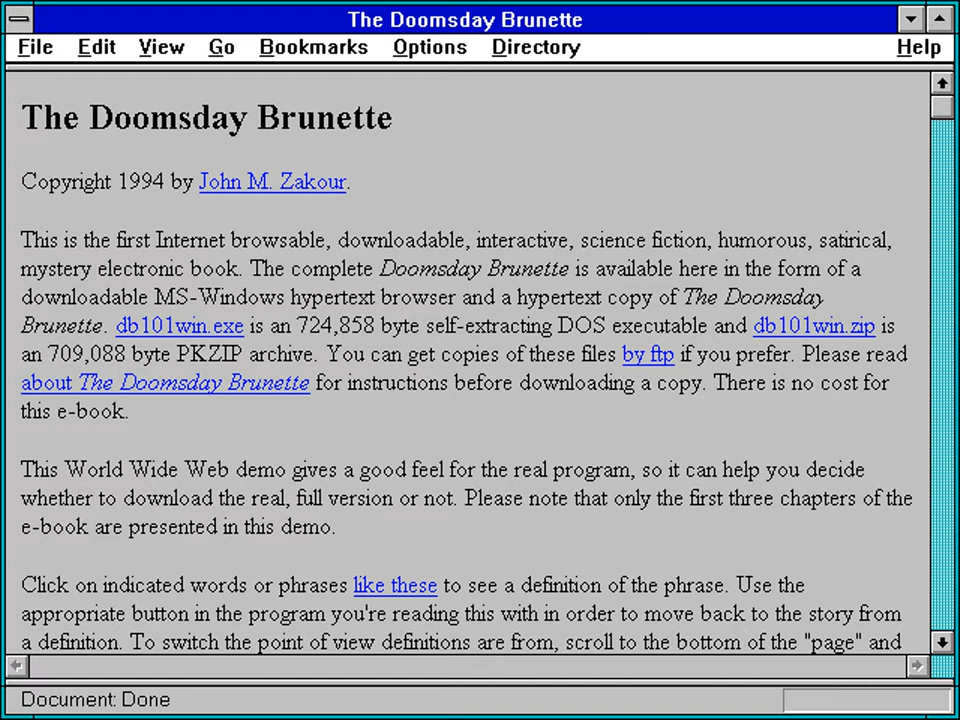 The Doomsday Brunette
File Edit View Go Bookmarks Options Directory Help
The Doomsday Brunette
Copyright 1994 by John M. Zakour.
This is the first Internet browsable, downloadable, interactive, science fiction, humorous, satirical,
mystery electronic book. The complete Doomsday Brunette is available here in the form of a
downloadable MS-Windows hypertext browser and a hypertext copy of The Doomsday
Brunette. db101win.exe is an 724,858 byte self-extracting DOS executable and db101win.zip is
an 709,088 byte PKZIP archive. You can get copies of these files by ftp if you prefer. Please read
about The Doomsday Brunette for instructions before downloading a copy. There is no cost for
this e-book.
This World Wide Web demo gives a good feel for the real program, so it can help you decide
whether to download the real, full version or not. Please note that only the first three chapters of the
e-book are presented in this demo.
Click on indicated words or phrases like these to see a definition of the phrase. Use the
appropriate button in the program you're reading this with in order to move back to the story from
a definition. To switch the point of view definitions are from, scroll to the bottom of the "page" and
Document: Done